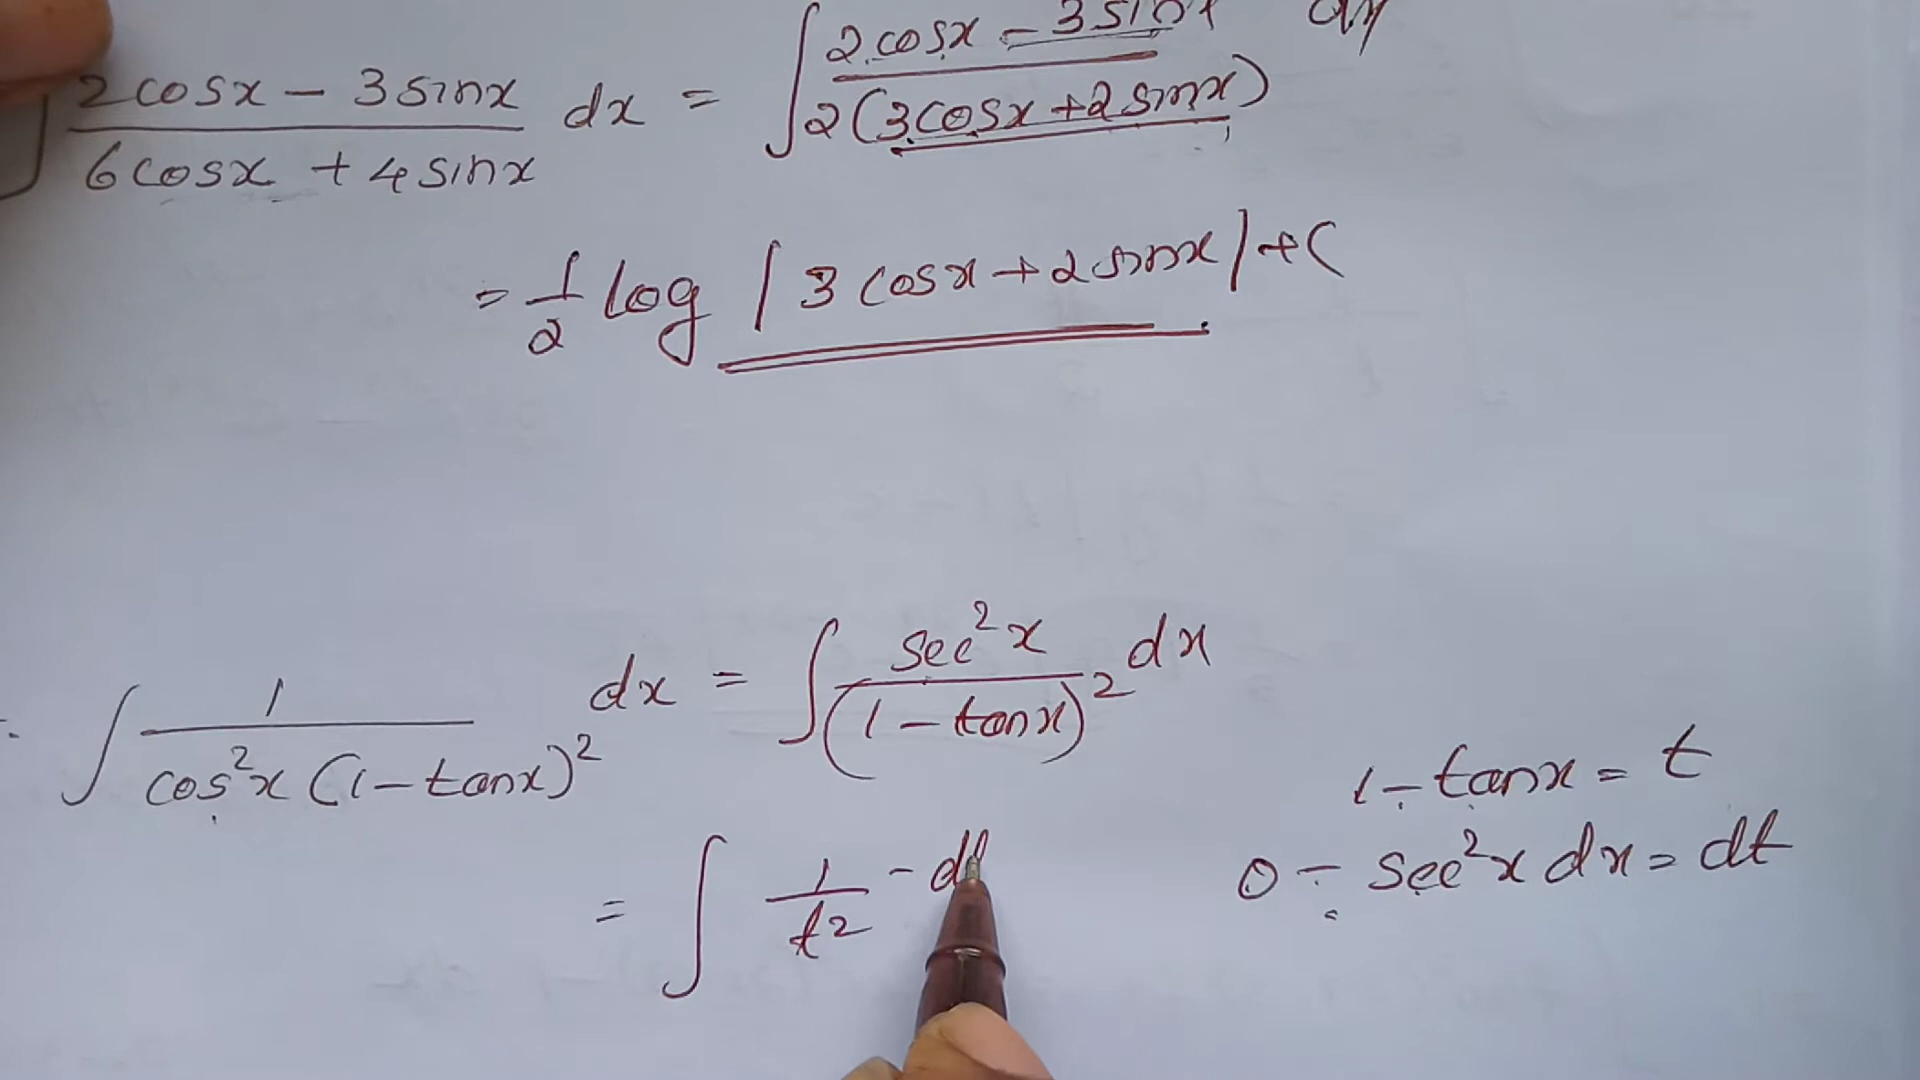 ∫ (2cosx − 3sinx)/(6cosx + 4sinx) dx = ∫ (2cosx − 3sinx)/(2(3cosx + 2sinx)) dx
= 1/2 log |3cosx + 2sinx| + C
∫ 1/(cos²x (1 − tanx)²) dx = ∫ sec²x/(1 − tanx)² dx
1 − tanx = t
0 − sec²x dx = dt
= ∫ 1/t² − dt